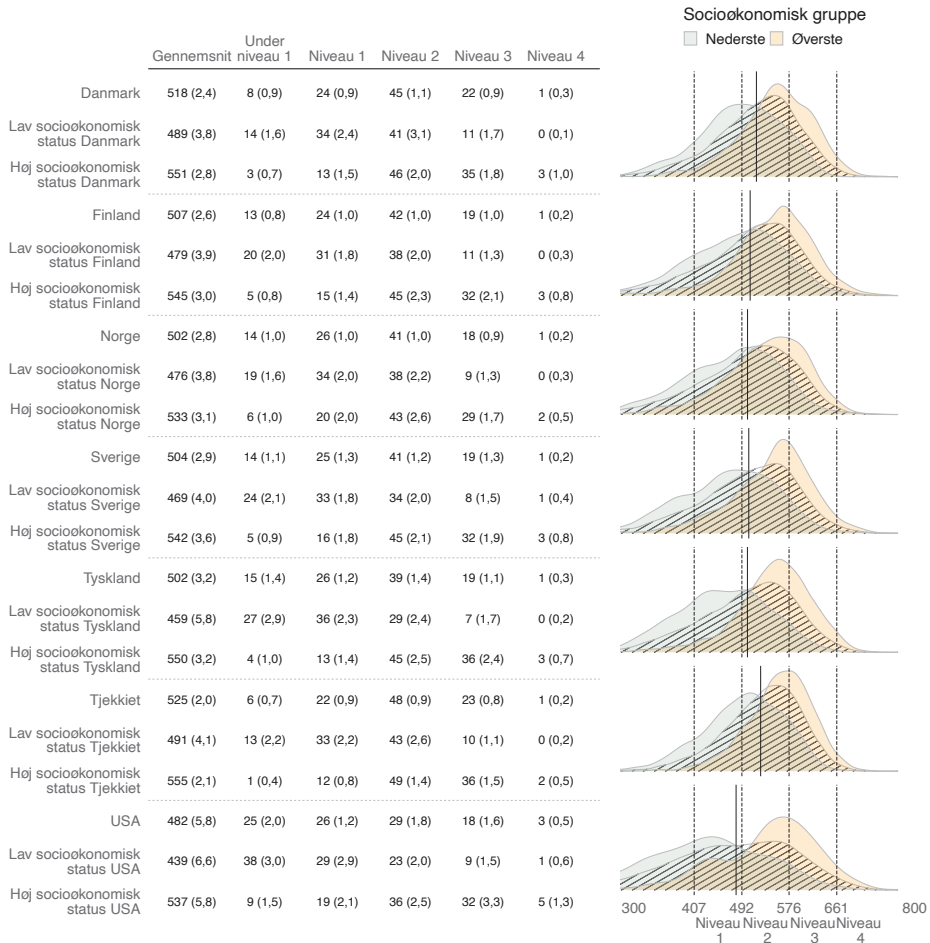 Socioøkonomisk gruppe
Nederste Øverste
Under
Gennemsnit niveau 1 Niveau 1 Niveau 2 Niveau 3 Niveau 4
Danmark 518 (2,4) 8 (0,9) 24 (0,9) 45 (1,1) 22 (0,9) 1 (0,3)
Lav socioøkonomisk
status Danmark 489 (3,8) 14 (1,6) 34 (2,4) 41 (3,1) 11 (1,7) 0 (0,1)
Høj socioøkonomisk
status Danmark 551 (2,8) 3 (0,7) 13 (1,5) 46 (2,0) 35 (1,8) 3 (1,0)
Finland 507 (2,6) 13 (0,8) 24 (1,0) 42 (1,0) 19 (1,0) 1 (0,2)
Lav socioøkonomisk
status Finland 479 (3,9) 20 (2,0) 31 (1,8) 38 (2,0) 11 (1,3) 0 (0,3)
Høj socioøkonomisk
status Finland 545 (3,0) 5 (0,8) 15 (1,4) 45 (2,3) 32 (2,1) 3 (0,8)
Norge 502 (2,8) 14 (1,0) 26 (1,0) 41 (1,0) 18 (0,9) 1 (0,2)
Lav socioøkonomisk
status Norge 476 (3,8) 19 (1,6) 34 (2,0) 38 (2,2) 9 (1,3) 0 (0,3)
Høj socioøkonomisk
status Norge 533 (3,1) 6 (1,0) 20 (2,0) 43 (2,6) 29 (1,7) 2 (0,5)
Sverige 504 (2,9) 14 (1,1) 25 (1,3) 41 (1,2) 19 (1,3) 1 (0,2)
Lav socioøkonomisk
status Sverige 469 (4,0) 24 (2,1) 33 (1,8) 34 (2,0) 8 (1,5) 1 (0,4)
Høj socioøkonomisk
status Sverige 542 (3,6) 5 (0,9) 16 (1,8) 45 (2,1) 32 (1,9) 3 (0,8)
Tyskland 502 (3,2) 15 (1,4) 26 (1,2) 39 (1,4) 19 (1,1) 1 (0,3)
Lav socioøkonomisk
status Tyskland 459 (5,8) 27 (2,9) 36 (2,3) 29 (2,4) 7 (1,7) 0 (0,2)
Høj socioøkonomisk
status Tyskland 550 (3,2) 4 (1,0) 13 (1,4) 45 (2,5) 36 (2,4) 3 (0,7)
Tjekkiet 525 (2,0) 6 (0,7) 22 (0,9) 48 (0,9) 23 (0,8) 1 (0,2)
Lav socioøkonomisk
status Tjekkiet 491 (4,1) 13 (2,2) 33 (2,2) 43 (2,6) 10 (1,1) 0 (0,2)
Høj socioøkonomisk
status Tjekkiet 555 (2,1) 1 (0,4) 12 (0,8) 49 (1,4) 36 (1,5) 2 (0,5)
USA 482 (5,8) 25 (2,0) 26 (1,2) 29 (1,8) 18 (1,6) 3 (0,5)
Lav socioøkonomisk
status USA 439 (6,6) 38 (3,0) 29 (2,9) 23 (2,0) 9 (1,5) 1 (0,6)
Høj socioøkonomisk
status USA 537 (5,8) 9 (1,5) 19 (2,1) 36 (2,5) 32 (3,3) 5 (1,3)
300 407 492 576 661 800
Niveau Niveau Niveau Niveau
1 2 3 4